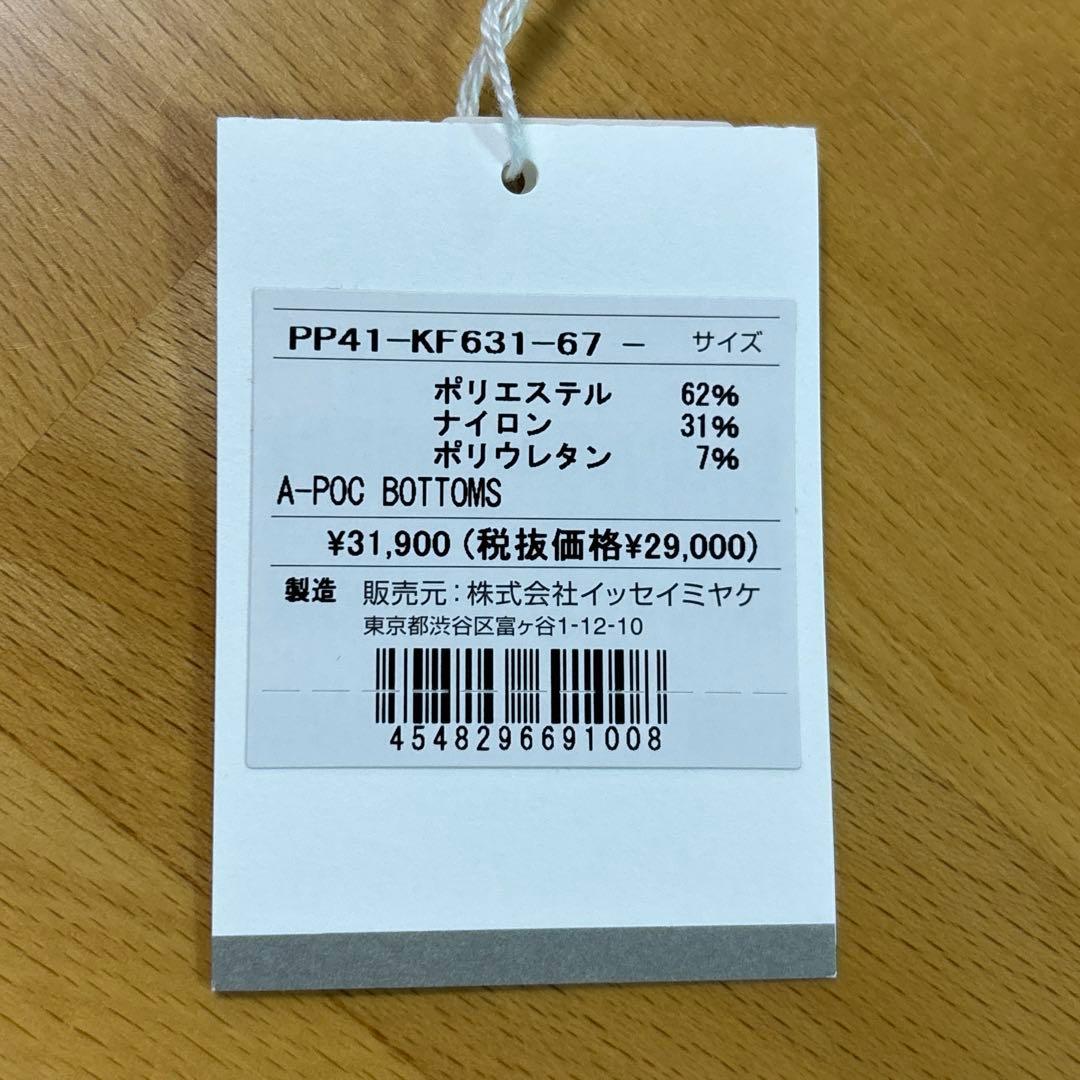 PP41-KF631-67 - サイズ
ポリエステル 62%
ナイロン 31%
ポリウレタン 7%
A-POC BOTTOMS
¥31,900 (税抜価格¥29,000)
製造 販売元:株式会社イッセイミヤケ
東京都渋谷区富ヶ谷1-12-10
4548296691008